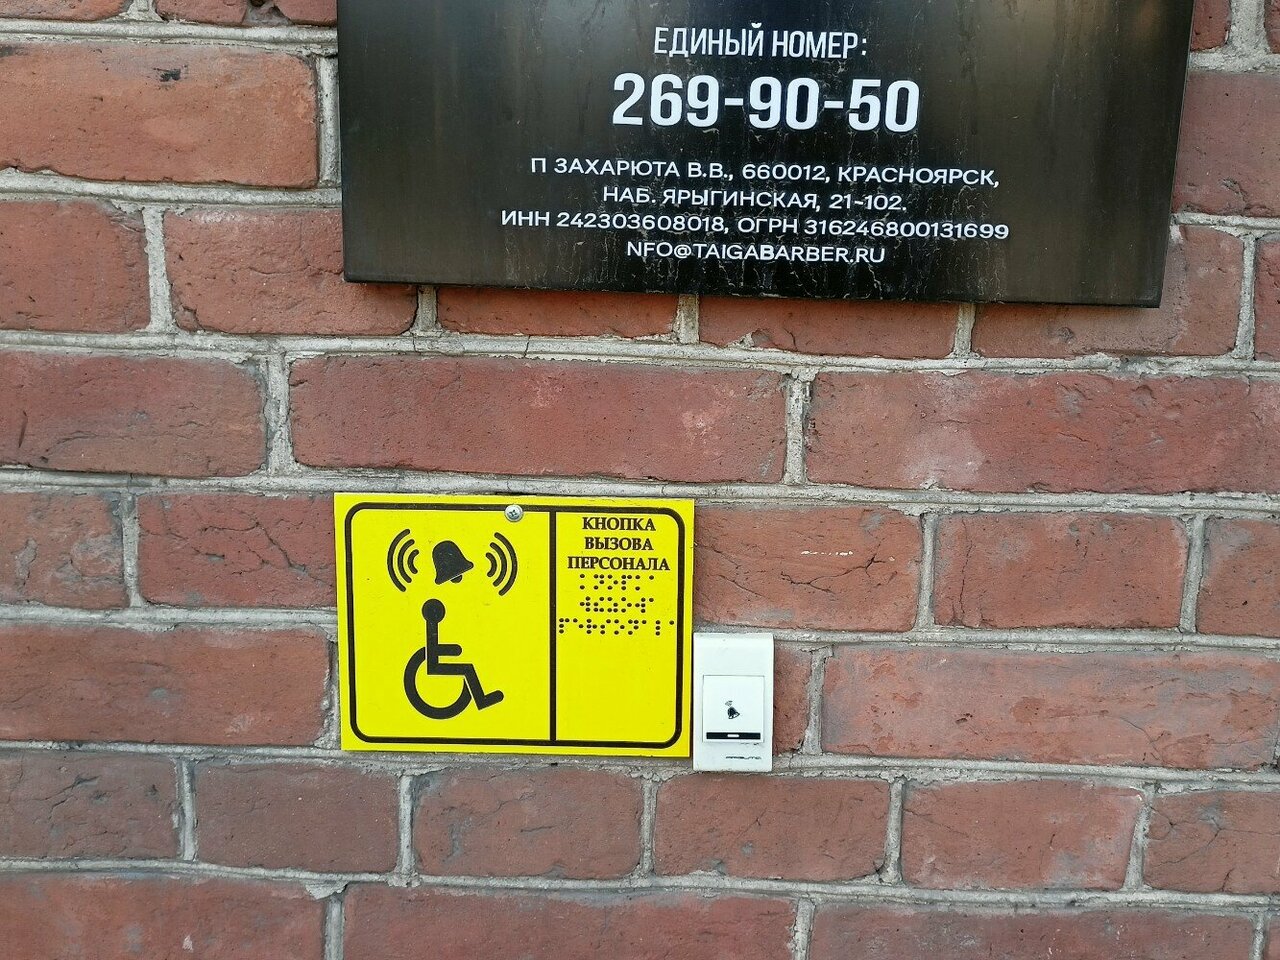 ЕДИНЫЙ НОМЕР:
269-90-50
П ЗАХАРЮТА В.В., 660012, КРАСНОЯРСК,
НАБ. ЯРЫГИНСКАЯ, 21-102.
ИНН 242303608018, ОГРН 316246800131699
NFO@TAIGABARBER.RU
КНОПКА
ВЫЗОВА
ПЕРСОНАЛА